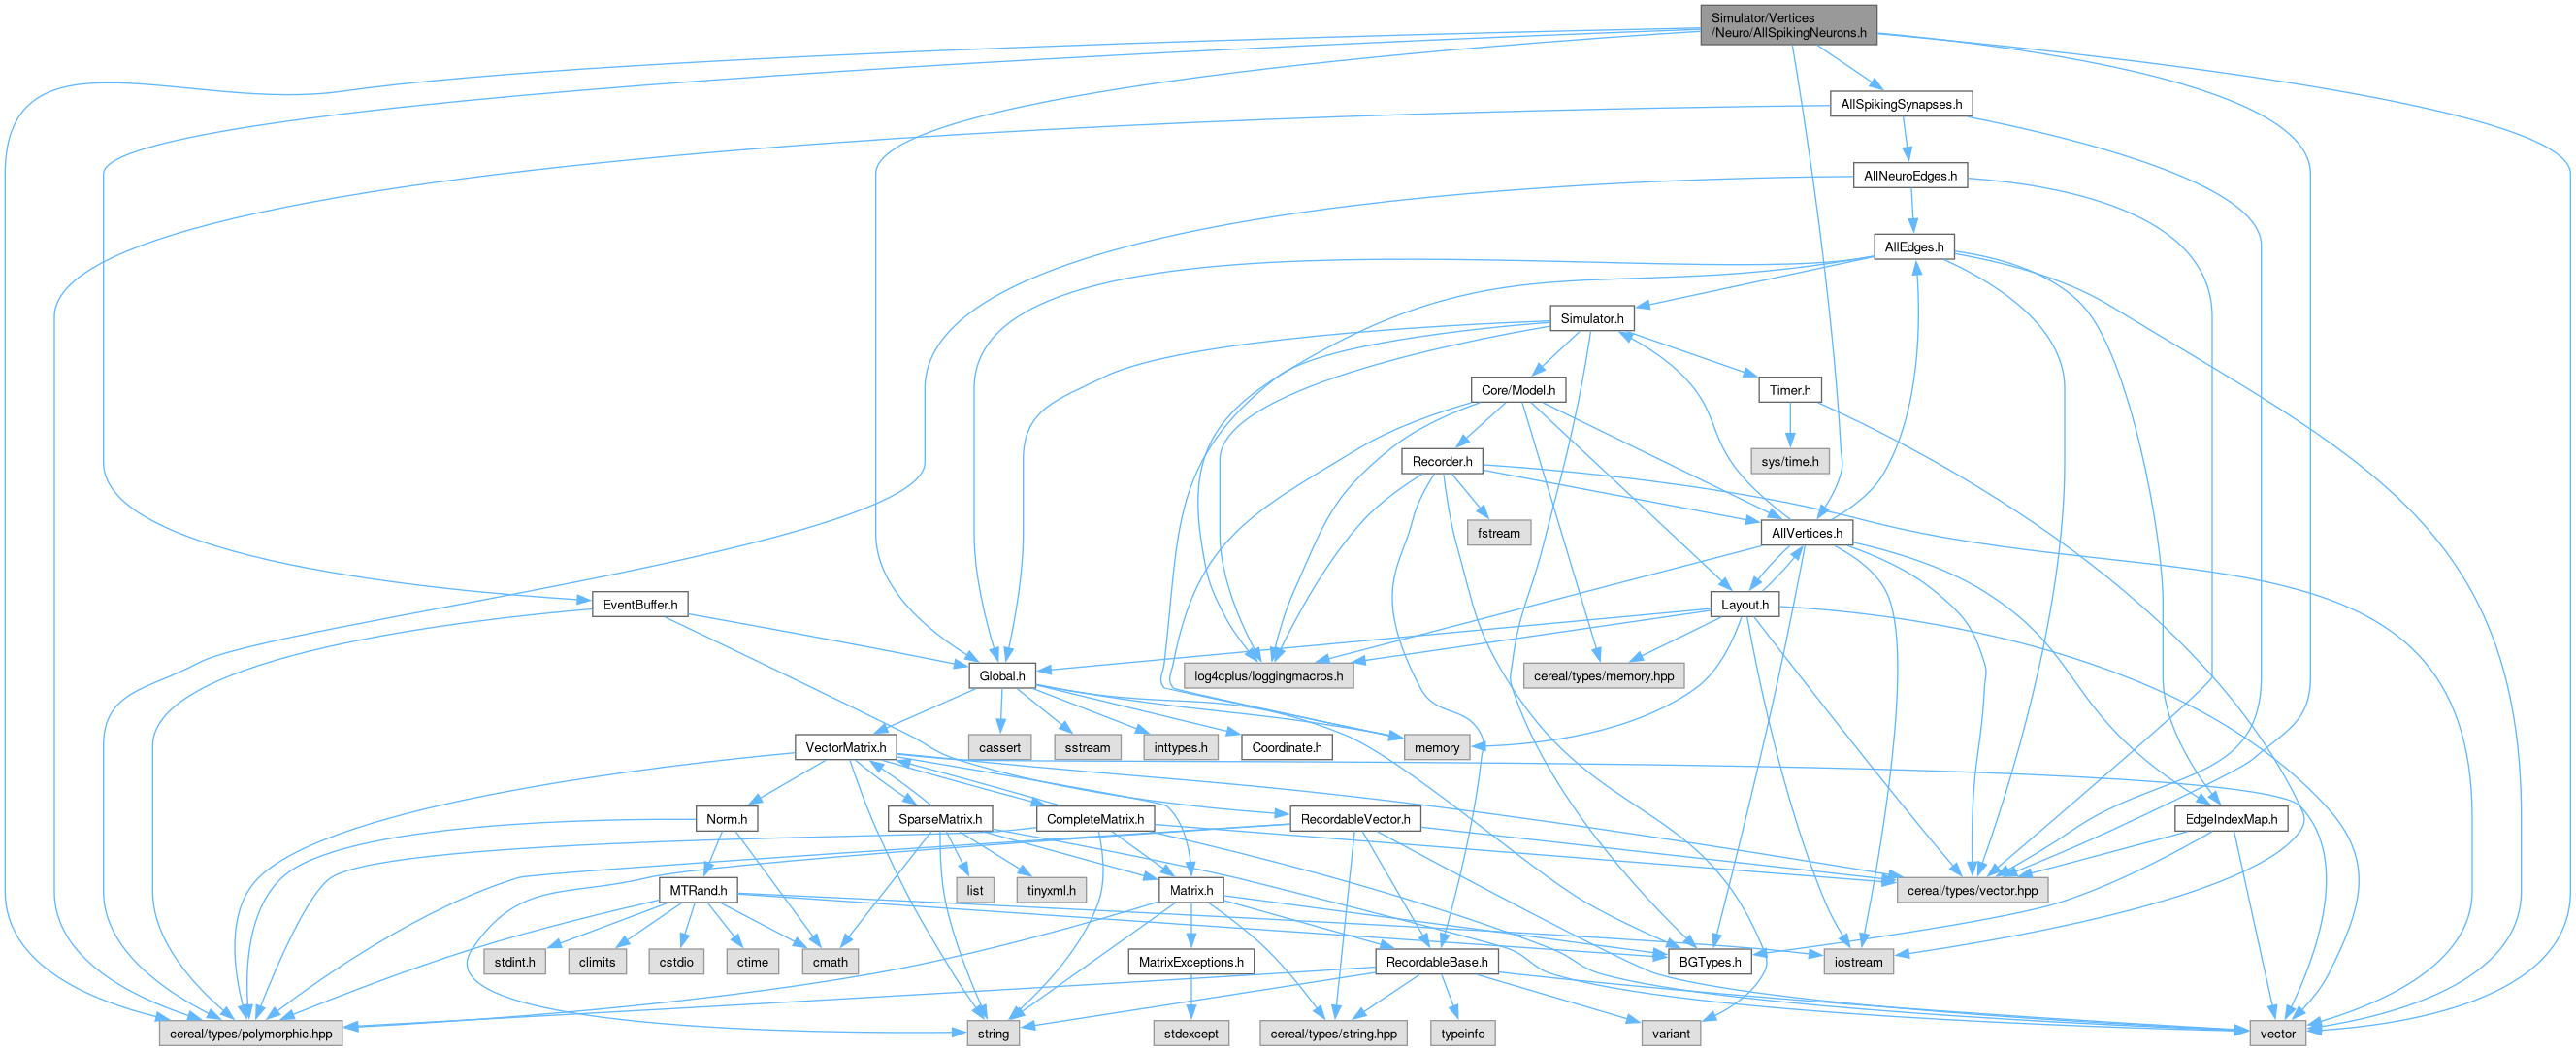 Simulator/Vertices
/Neuro/AllSpikingNeurons.h
AllSpikingSynapses.h
AllNeuroEdges.h
AllEdges.h
Simulator.h
Core/Model.h
Timer.h
Recorder.h
sys/time.h
fstream
AllVertices.h
EventBuffer.h
Layout.h
Global.h
log4cplus/loggingmacros.h
cereal/types/memory.hpp
VectorMatrix.h
cassert
sstream
inttypes.h
Coordinate.h
memory
Norm.h
SparseMatrix.h
CompleteMatrix.h
RecordableVector.h
EdgeIndexMap.h
MTRand.h
list
tinyxml.h
Matrix.h
cereal/types/vector.hpp
stdint.h
climits
cstdio
ctime
cmath
MatrixExceptions.h
RecordableBase.h
BGTypes.h
iostream
cereal/types/polymorphic.hpp
string
stdexcept
cereal/types/string.hpp
typeinfo
variant
vector